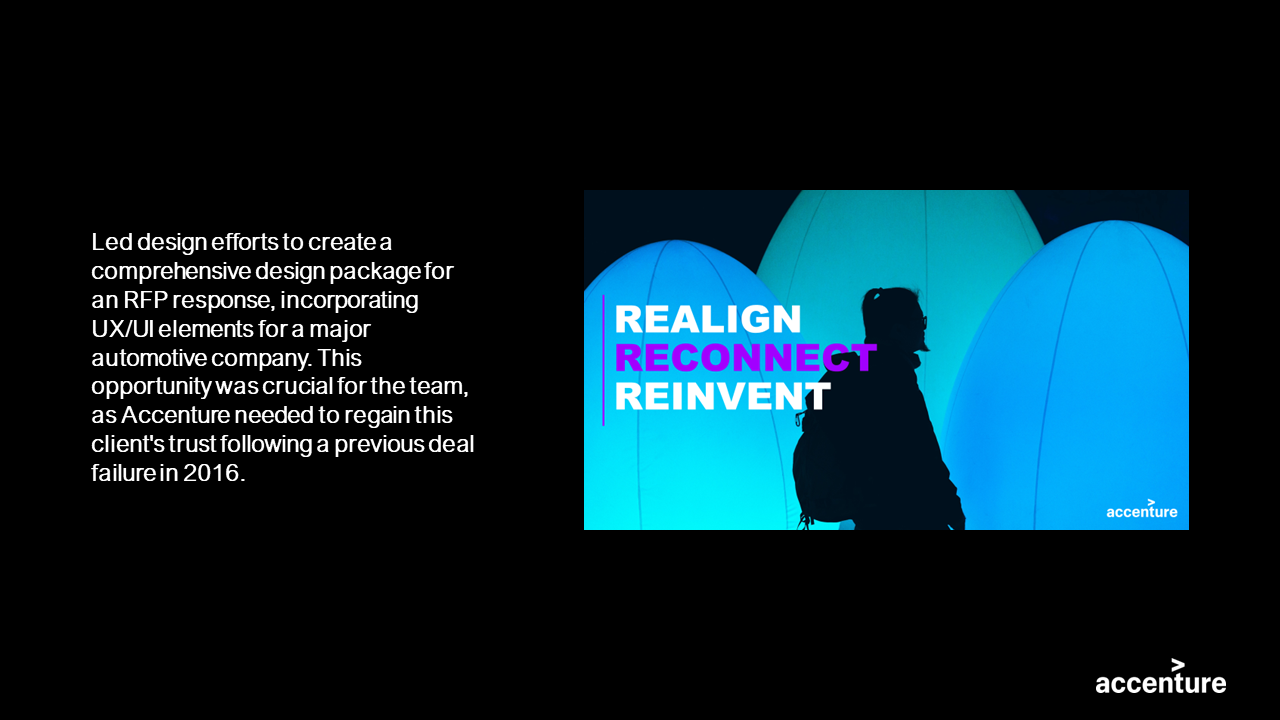 Led design efforts to create a
comprehensive design package for
an RFP response, incorporating
UX/UI elements for a major
automotive company. This
opportunity was crucial for the team,
as Accenture needed to regain this
client's trust following a previous deal
failure in 2016.
REALIGN
RECONNECT
REINVENT
accenture
accenture